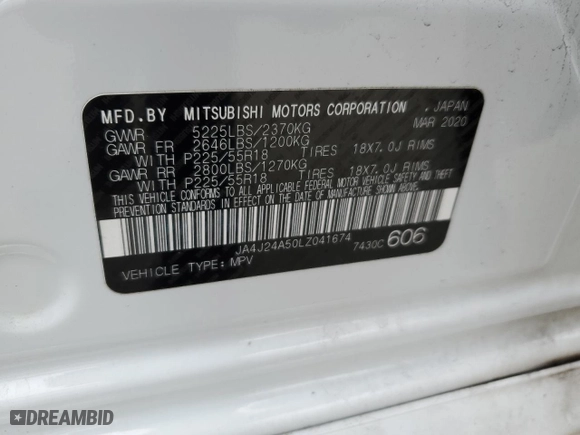 MFD.BY MITSUBISHI MOTORS CORPORATION . JAPAN
GVWR 5225LBS/2370KG MAR 2020
GAWR FR 2646LBS/1200KG
WITH P225/55R18 TIRES 18X7.0J RIMS
GAWR RR 2800LBS/1270KG
WITH P225/55R18 TIRES 18X7.0J RIMS
THIS VEHICLE CONFORMS TO ALL APPLICABLE FEDERAL MOTOR VEHICLE SAFETY AND THEFT
PREVENTION STANDARDS IN EFFECT ON THE DATE OF MANUFACTURE SHOWN ABOVE.
JA4J24A50LZ041674 7430C 606
VEHICLE TYPE: MPV
DREAMBID